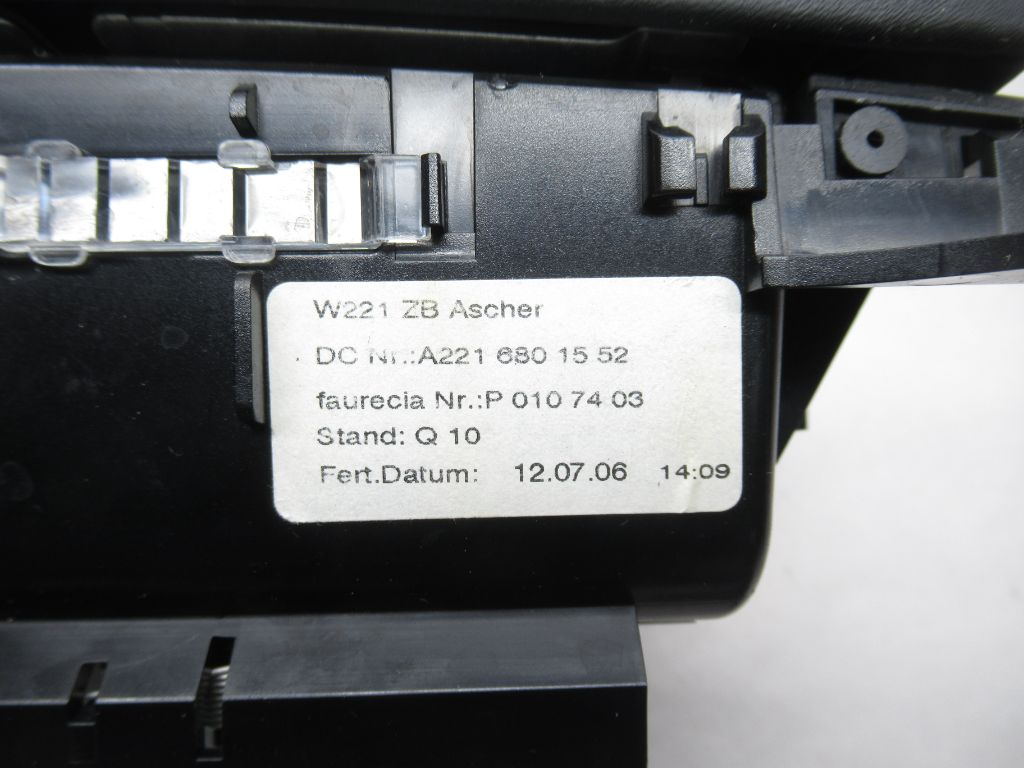 W221 ZB Ascher
DC Nr.:A221 680 15 52
faurecia Nr.:P 010 74 03
Stand: Q 10
Fert.Datum: 12.07.06 14:09